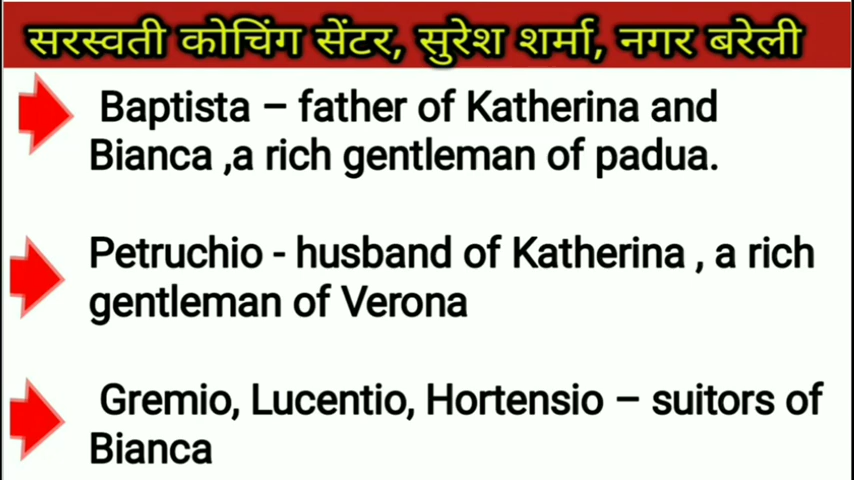 सरस्वती कोचिंग सेंटर, सुरेश शर्मा, नगर बरेली
Baptista – father of Katherina and
Bianca ,a rich gentleman of padua.
Petruchio - husband of Katherina , a rich
gentleman of Verona
Gremio, Lucentio, Hortensio – suitors of
Bianca